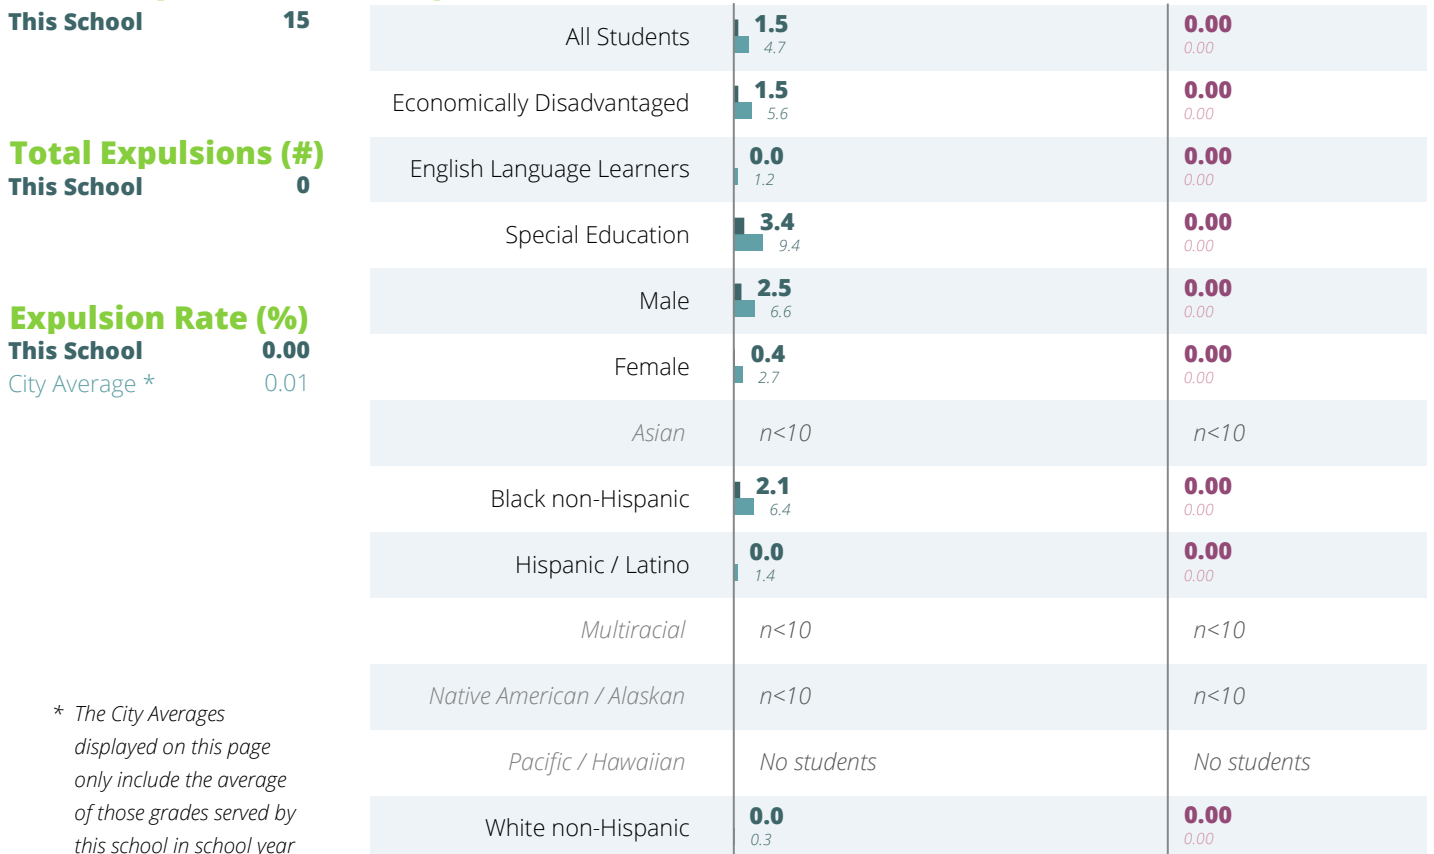 This School 15
Total Expulsions (#)
This School 0
Expulsion Rate (%)
This School 0.00
City Average * 0.01
* The City Averages
displayed on this page
only include the average
of those grades served by
this school in school year
All Students 1.5 0.00
4.7 0.00
Economically Disadvantaged 1.5 0.00
5.6 0.00
English Language Learners 0.0 0.00
1.2 0.00
Special Education 3.4 0.00
9.4 0.00
Male 2.5 0.00
6.6 0.00
Female 0.4 0.00
2.7 0.00
Asian n<10 n<10
Black non-Hispanic 2.1 0.00
6.4 0.00
Hispanic / Latino 0.0 0.00
1.4 0.00
Multiracial n<10 n<10
Native American / Alaskan n<10 n<10
Pacific / Hawaiian No students No students
White non-Hispanic 0.0 0.00
0.3 0.00